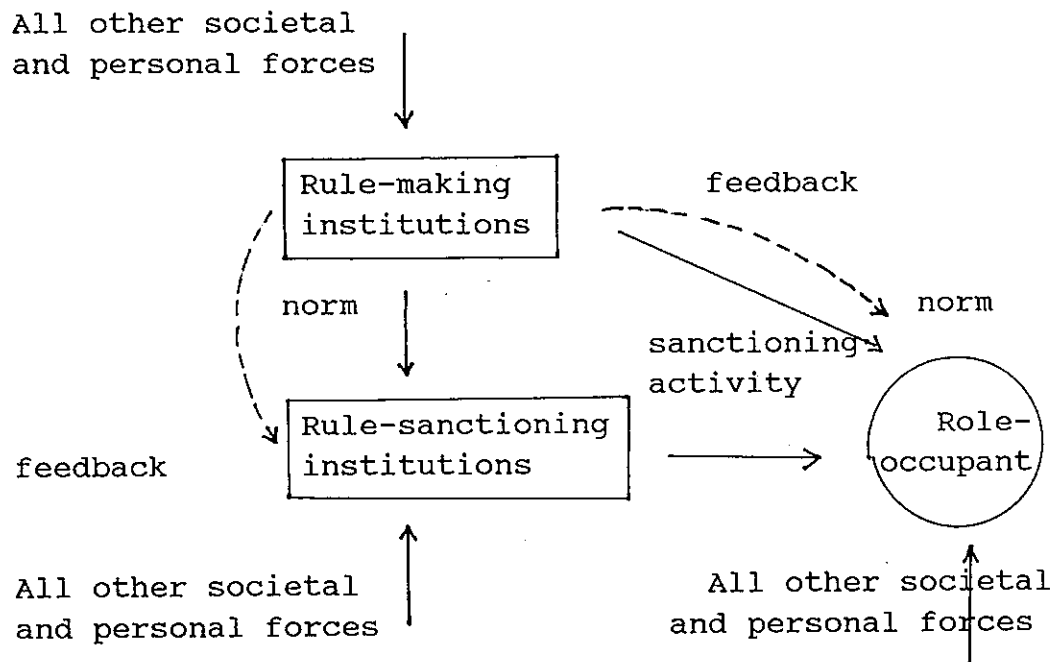 All other societal
and personal forces
Rule-making
institutions
feedback
norm
norm
sanctioning
activity
Rule-sanctioning
institutions
Role-
occupant
feedback
All other societal
and personal forces
All other societal
and personal forces